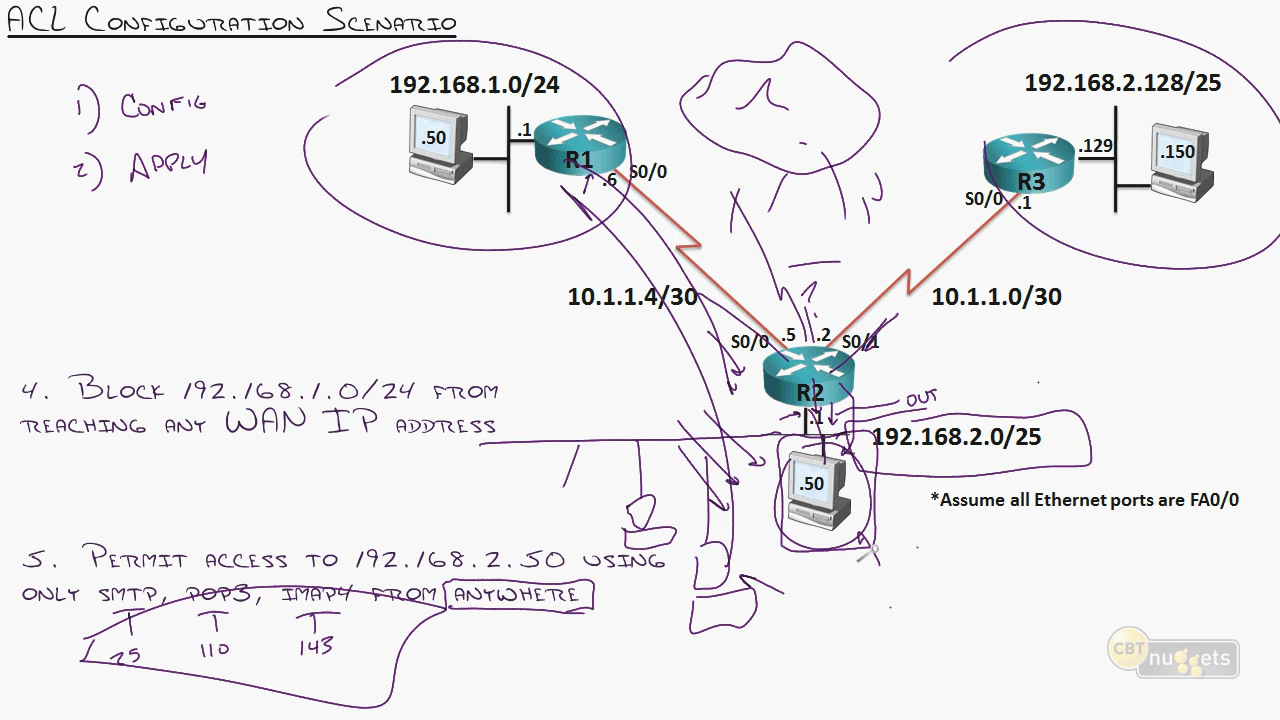 ACL CONFIGURATION SCENARIO
1) CONFIG
2) APPLY
192.168.1.0/24
.50
.1
R1
.6
S0/0
192.168.2.128/25
.129
.150
R3
S0/0
.1
10.1.1.4/30
10.1.1.0/30
S0/0
.5
.2
S0/1
R2
OUT
.1
192.168.2.0/25
.50
*Assume all Ethernet ports are FA0/0
4. BLOCK 192.168.1.0/24 FROM
REACHING ANY WAN IP ADDRESS
5. PERMIT ACCESS TO 192.168.2.50 USING
ONLY SMTP, POP3, IMAP4 FROM ANYWHERE
25 110 143
CBT nuggets